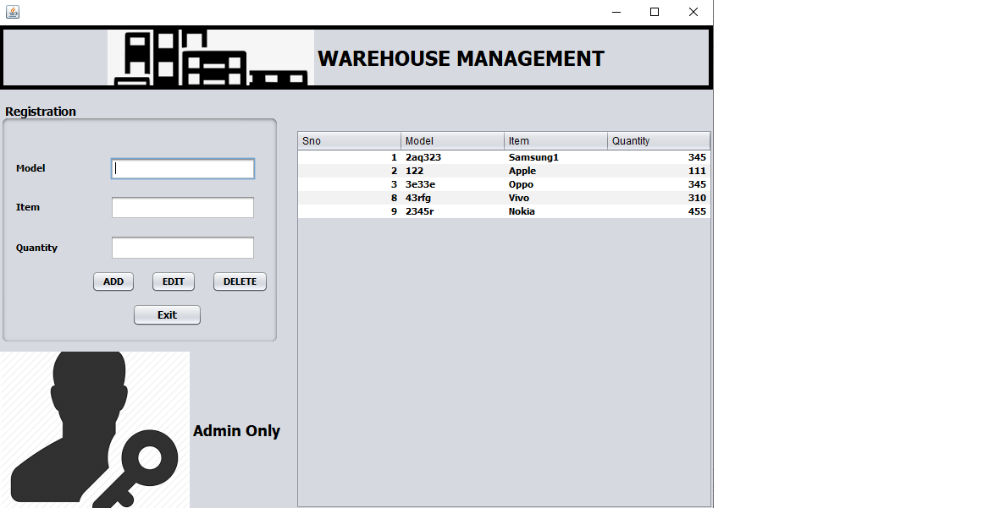 WAREHOUSE MANAGEMENT
Registration
Model
Item
Quantity
ADD EDIT DELETE
Exit
Admin Only
Sno Model Item Quantity
1 2aq323 Samsung1 345
2 122 Apple 111
3 3e33e Oppo 345
8 43rfg Vivo 310
9 2345r Nokia 455